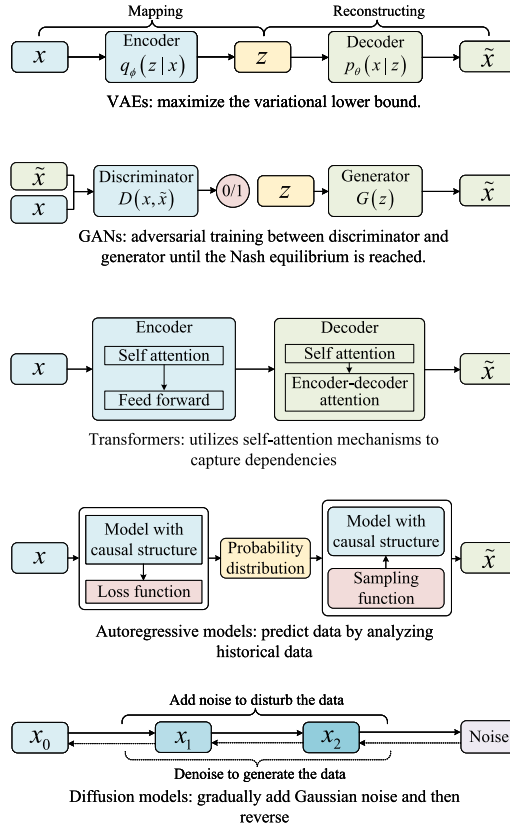 Mapping Reconstructing
x Encoder z Decoder x̃
q_ϕ(z|x) p_θ(x|z)
VAEs: maximize the variational lower bound.
x̃ Discriminator 0/1 z Generator x̃
x D(x,x̃) G(z)
GANs: adversarial training between discriminator and
generator until the Nash equilibrium is reached.
Encoder Decoder
x Self attention Self attention x̃
Feed forward Encoder-decoder
attention
Transformers: utilizes self-attention mechanisms to
capture dependencies
x Model with
causal structure
Loss function
Probability
distribution
Model with
causal structure
Sampling
function
x̃
Autoregressive models: predict data by analyzing
historical data
Add noise to disturb the data
x₀ x₁ x₂ Noise
Denoise to generate the data
Diffusion models: gradually add Gaussian noise and then
reverse